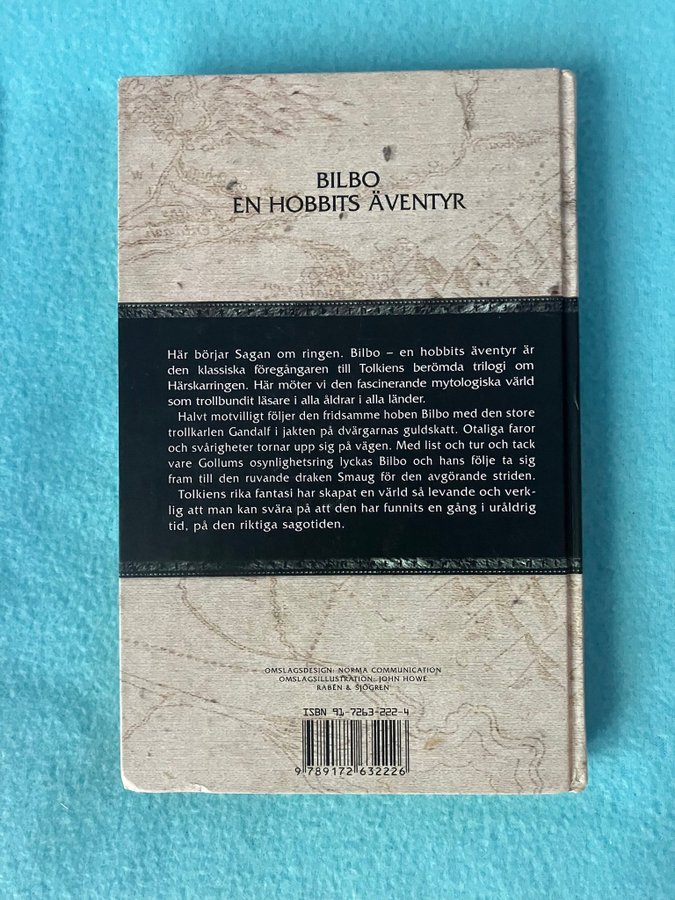 BILBO
EN HOBBITS ÄVENTYR
Här börjar Sagan om ringen. Bilbo – en hobbits äventyr är
den klassiska föregångaren till Tolkiens berömda trilogi om
Härskarringen. Här möter vi den fascinerande mytologiska värld
som trollbundit läsare i alla åldrar i alla länder.
Halvt motvilligt följer den fridsamme hoben Bilbo med den store
trollkarlen Gandalf i jakten på dvärgarnas guldskatt. Otaliga faror
och svårigheter tornar upp sig på vägen. Med list och tur och tack
vare Gollums osynlighetsring lyckas Bilbo och hans följe ta sig
fram till den ruvande draken Smaug för den avgörande striden.
Tolkiens rika fantasi har skapat en värld så levande och verk-
lig att man kan svära på att den har funnits en gång i uråldrig
tid, på den riktiga sagotiden.
OMSLAGSDESIGN: NORMA COMMUNICATION
OMSLAGSILLUSTRATION: JOHN HOWE
RABÉN & SJÖGREN
ISBN 91-7263-222-4
9 789172 632226